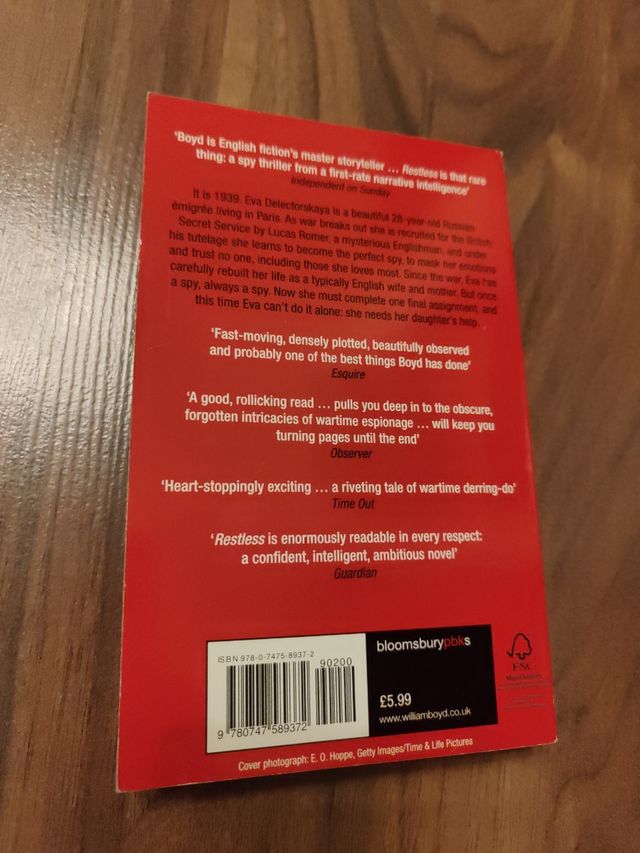 ‘Boyd is English fiction’s master storyteller ... Restless is that rare
thing: a spy thriller from a first-rate narrative intelligence’
Independent on Sunday
It is 1939. Eva Delectorskaya is a beautiful 28-year-old Russian
émigrée living in Paris. As war breaks out she is recruited for the British
Secret Service by Lucas Romer, a mysterious Englishman, and under
his tutelage she learns to become the perfect spy, to mask her emotions
and trust no one, including those she loves most. Since the war, Eva has
carefully rebuilt her life as a typically English wife and mother. But once
a spy, always a spy. Now she must complete one final assignment, and
this time Eva can’t do it alone: she needs her daughter’s help.
‘Fast-moving, densely plotted, beautifully observed
and probably one of the best things Boyd has done’
Esquire
‘A good, rollicking read ... pulls you deep in to the obscure,
forgotten intricacies of wartime espionage ... will keep you
turning pages until the end’
Observer
‘Heart-stoppingly exciting ... a riveting tale of wartime derring-do’
Time Out
‘Restless is enormously readable in every respect:
a confident, intelligent, ambitious novel’
Guardian
ISBN 978-0-7475-8937-2
90200
9 780747 589372
bloomsburypbks
£5.99
www.williamboyd.co.uk
FSC
Mixed Sources
Cover photograph: E. O. Hoppe, Getty Images/Time & Life Pictures